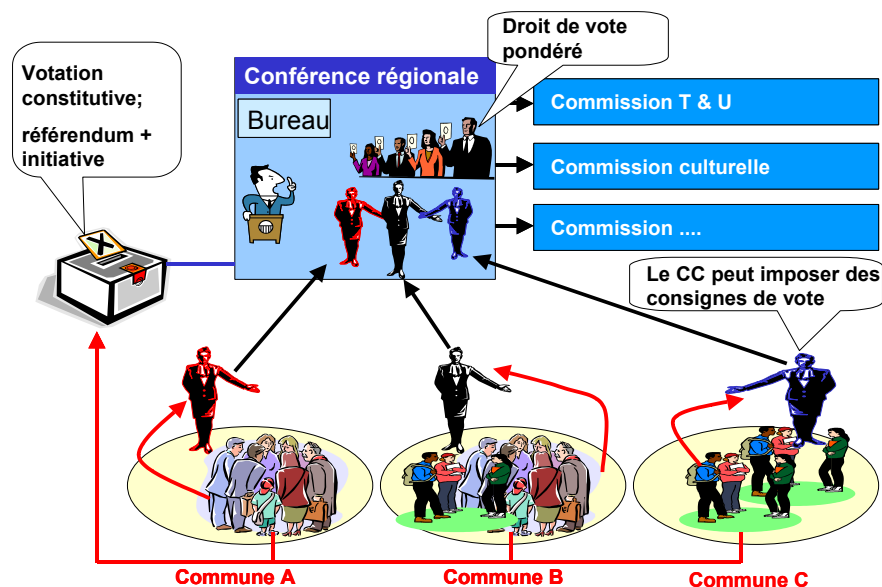 Droit de vote
pondéré
Votation
constitutive;
référendum +
initiative
Conférence régionale
Bureau
Commission T & U
Commission culturelle
Commission ....
Le CC peut imposer des
consignes de vote
Commune A
Commune B
Commune C